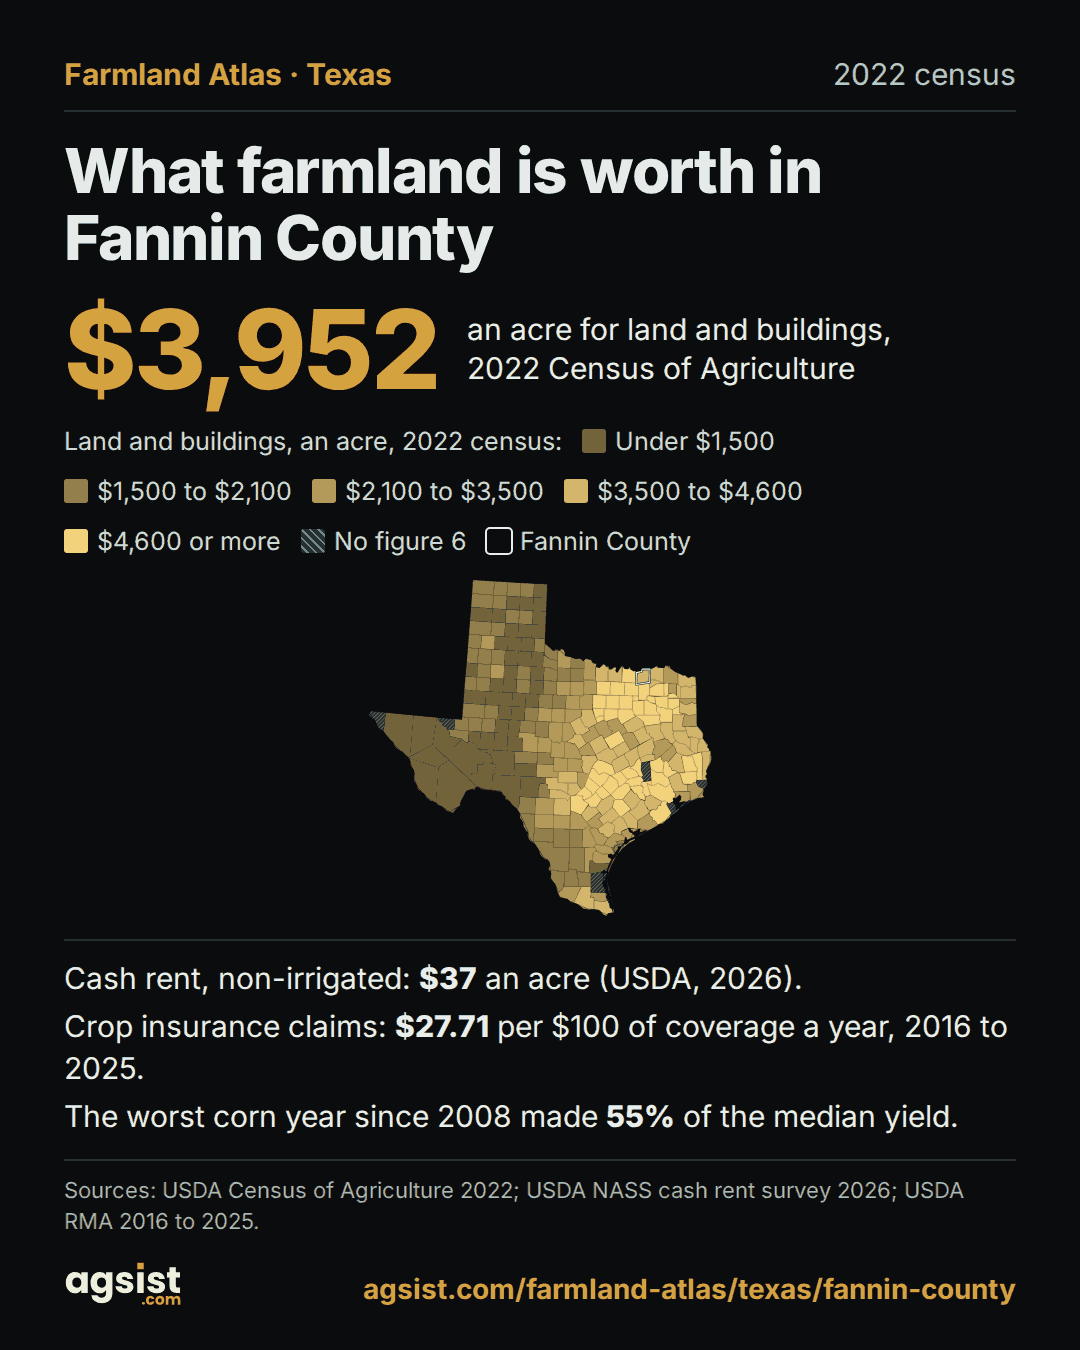 Farmland Atlas · Texas
2022 census
What farmland is worth in
Fannin County
$3,952
an acre for land and buildings,
2022 Census of Agriculture
Land and buildings, an acre, 2022 census: Under $1,500
$1,500 to $2,100 $2,100 to $3,500 $3,500 to $4,600
$4,600 or more No figure 6 Fannin County
Cash rent, non-irrigated: $37 an acre (USDA, 2026).
Crop insurance claims: $27.71 per $100 of coverage a year, 2016 to
2025.
The worst corn year since 2008 made 55% of the median yield.
Sources: USDA Census of Agriculture 2022; USDA NASS cash rent survey 2026; USDA
RMA 2016 to 2025.
agsist
.com
agsist.com/farmland-atlas/texas/fannin-county